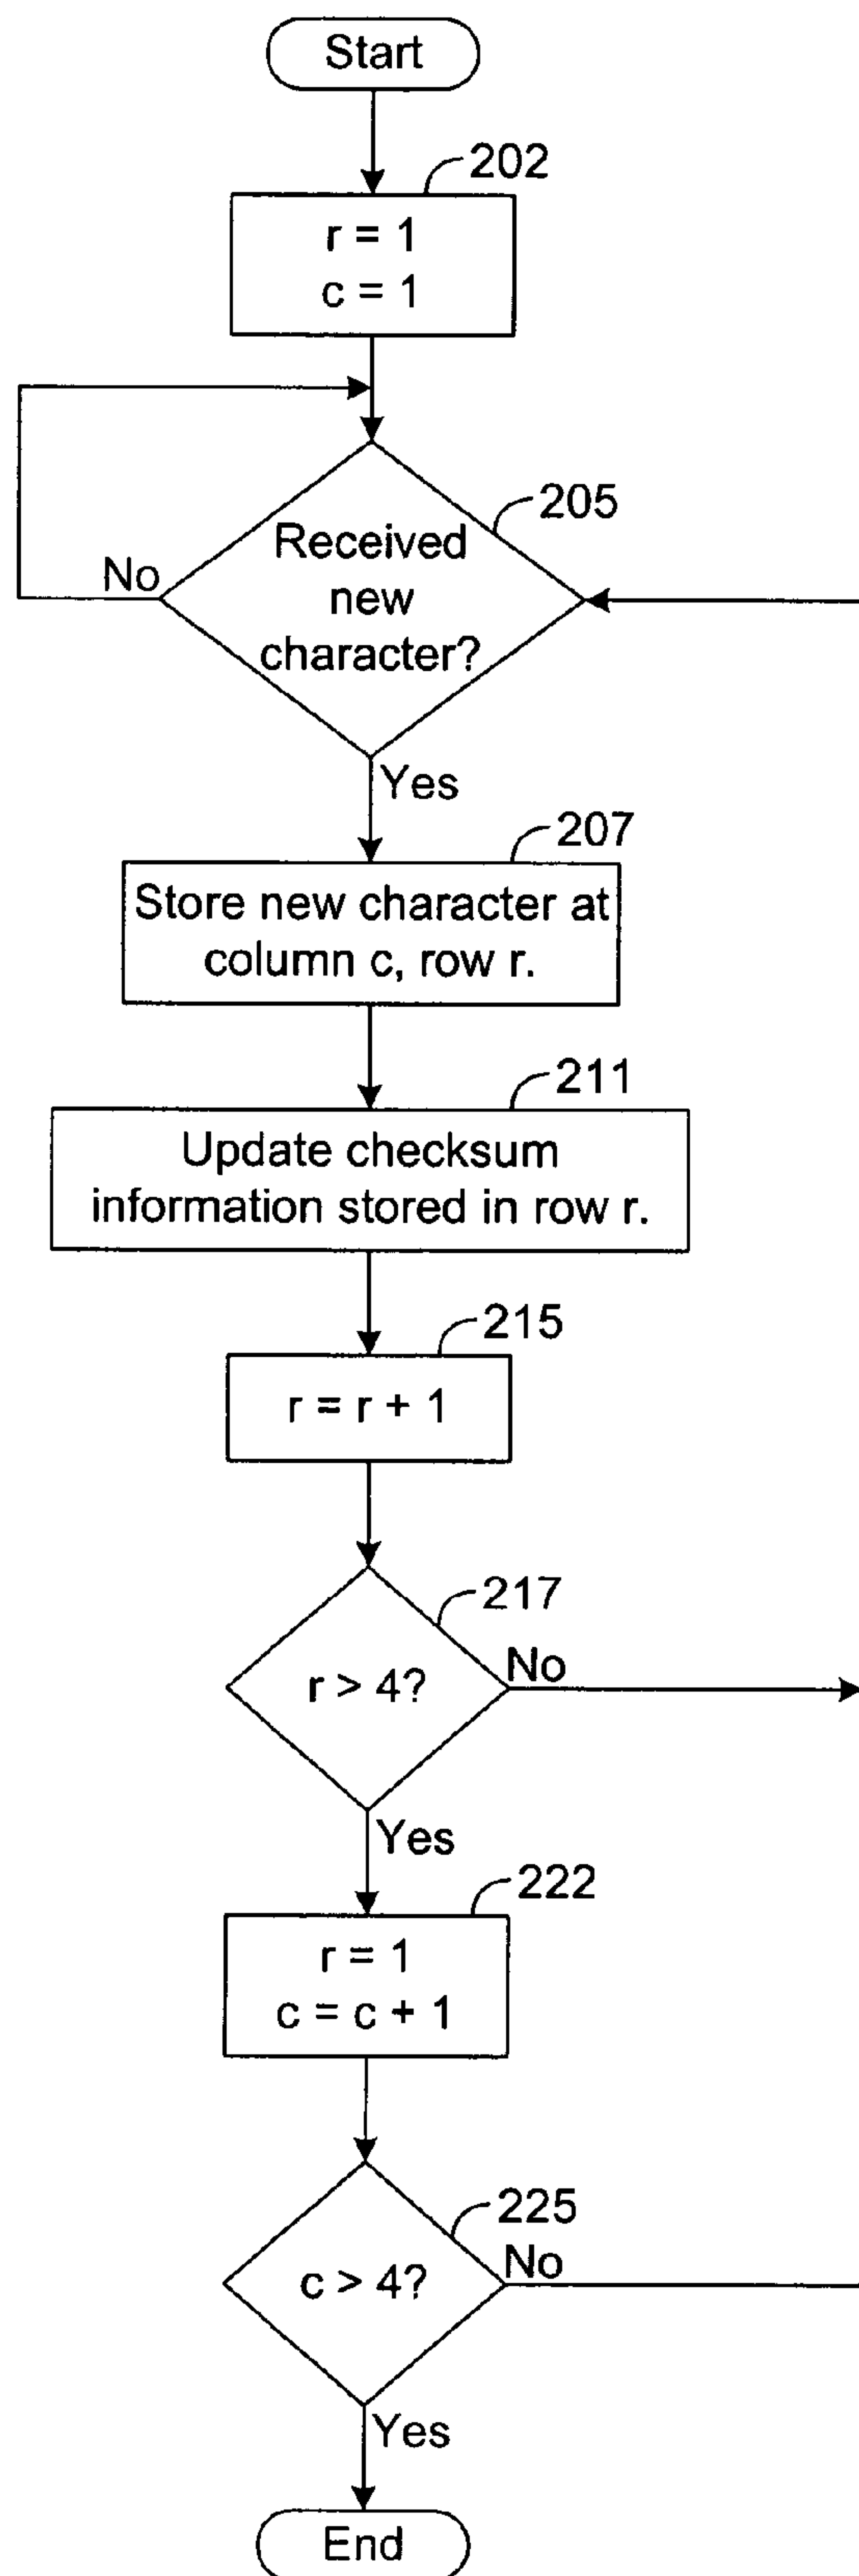 Start
202
r = 1
c = 1
205
Received
new
character?
No
Yes
207
Store new character at
column c, row r.
211
Update checksum
information stored in row r.
215
r = r + 1
217
r > 4?
No
Yes
222
r = 1
c = c + 1
225
c > 4?
No
Yes
End